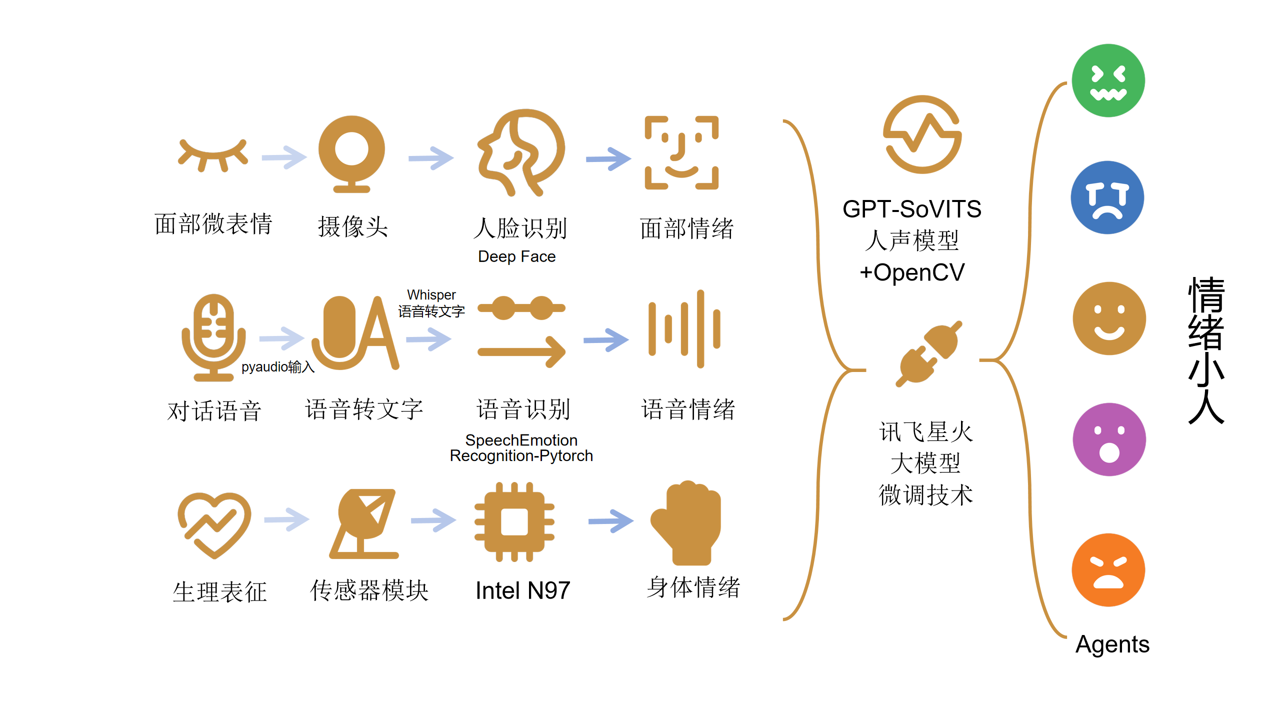 面部微表情
摄像头
人脸识别
Deep Face
面部情绪
pyaudio输入
对话语音
Whisper
语音转文字
语音转文字
语音识别
SpeechEmotion
Recognition-Pytorch
语音情绪
生理表征
传感器模块
Intel N97
身体情绪
GPT-SoVITS
人声模型
+OpenCV
讯飞星火
大模型
微调技术
Agents
情绪小人